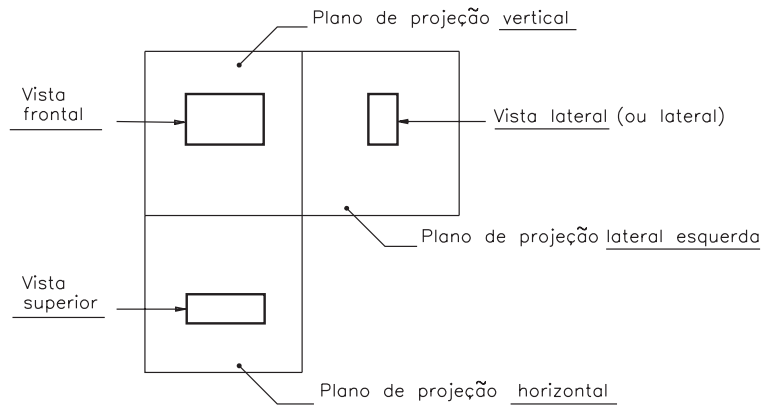 Plano de projeção vertical
Vista
frontal
Vista lateral (ou lateral)
Plano de projeção lateral esquerda
Vista
superior
Plano de projeção horizontal